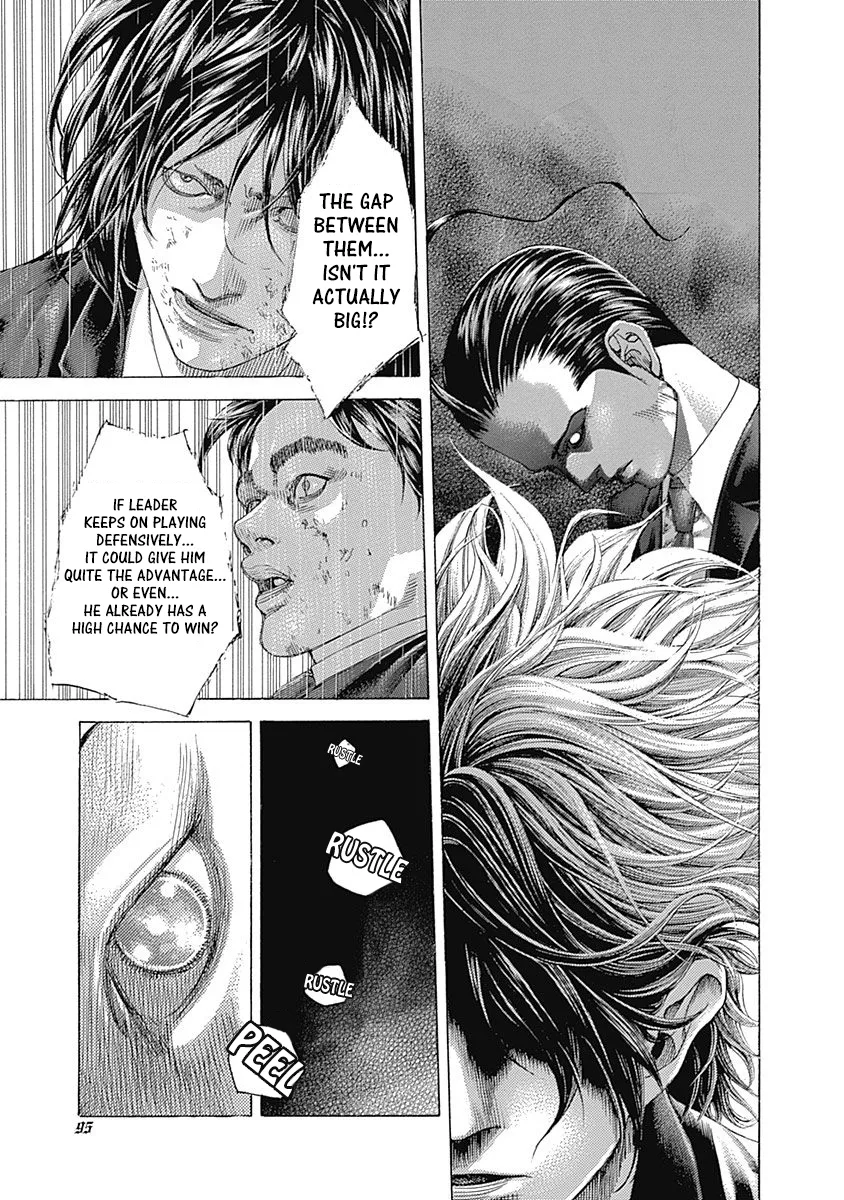 THE GAP
BETWEEN
THEM...
ISN'T IT
ACTUALLY
BIG!?
IF LEADER
KEEPS ON PLAYING
DEFENSIVELY...
IT COULD GIVE HIM
QUITE THE ADVANTAGE...
OR EVEN...
HE ALREADY HAS A
HIGH CHANCE TO WIN?
RUSTLE
RUSTLE
RUSTLE
PEEL
95